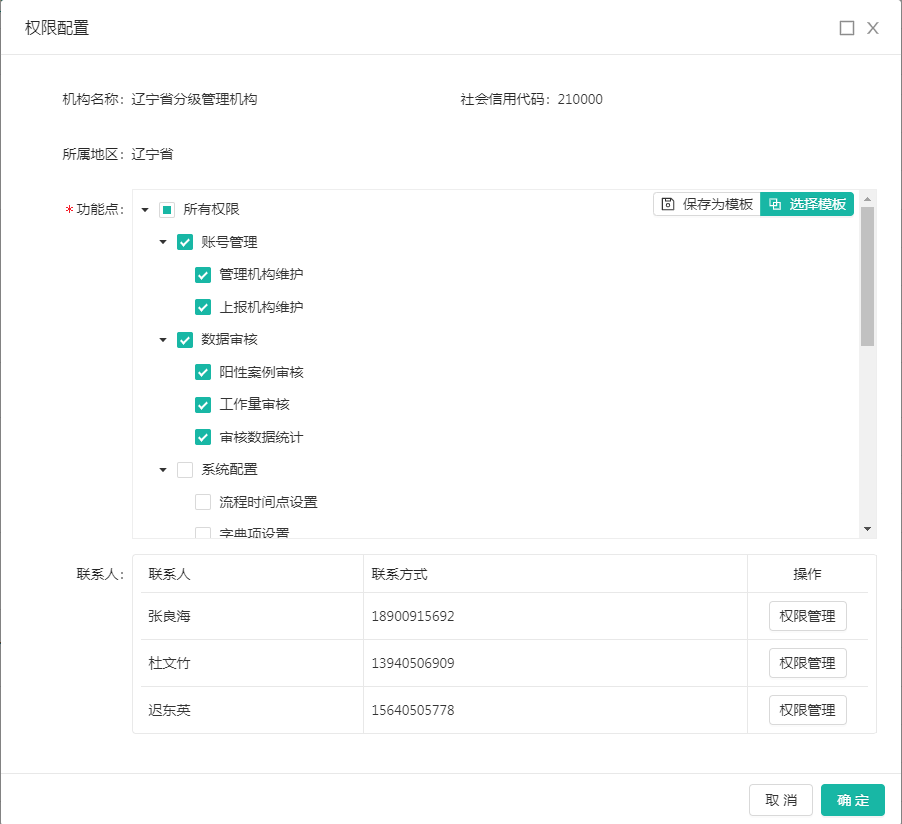 权限配置
机构名称：辽宁省分级管理机构 社会信用代码：210000
所属地区：辽宁省
*功能点： 所有权限 保存为模板 选择模板
账号管理
管理机构维护
上报机构维护
数据审核
阳性案例审核
工作量审核
审核数据统计
系统配置
流程时间点设置
字典项设置
联系人： 联系人 联系方式 操作
张良海 18900915692 权限管理
杜文竹 13940506909 权限管理
迟东英 15640505778 权限管理
取 消 确 定